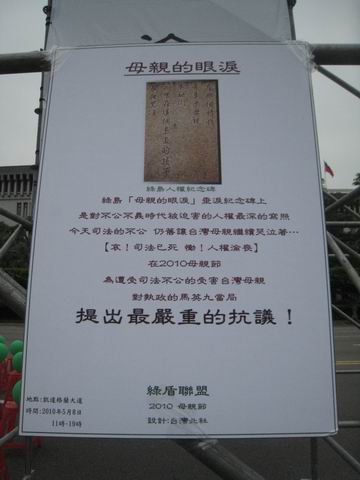 母親的眼淚
綠島人權紀念碑
綠島「母親的眼淚」垂淚紀念碑上
是對不公不義時代被迫害的人權最深的寫照
今天司法的不公 仍舊讓台灣母親繼續哭泣著…
【哀!司法已死 慟!人權淪喪】
在2010母親節
為遭受司法不公的受害台灣母親
對執政的馬英九當局
提出最嚴重的抗議!
綠盾聯盟
2010 母親節
設計:台灣北社
地點:凱達格蘭大道
時間:2010年5月8日
11時-19時